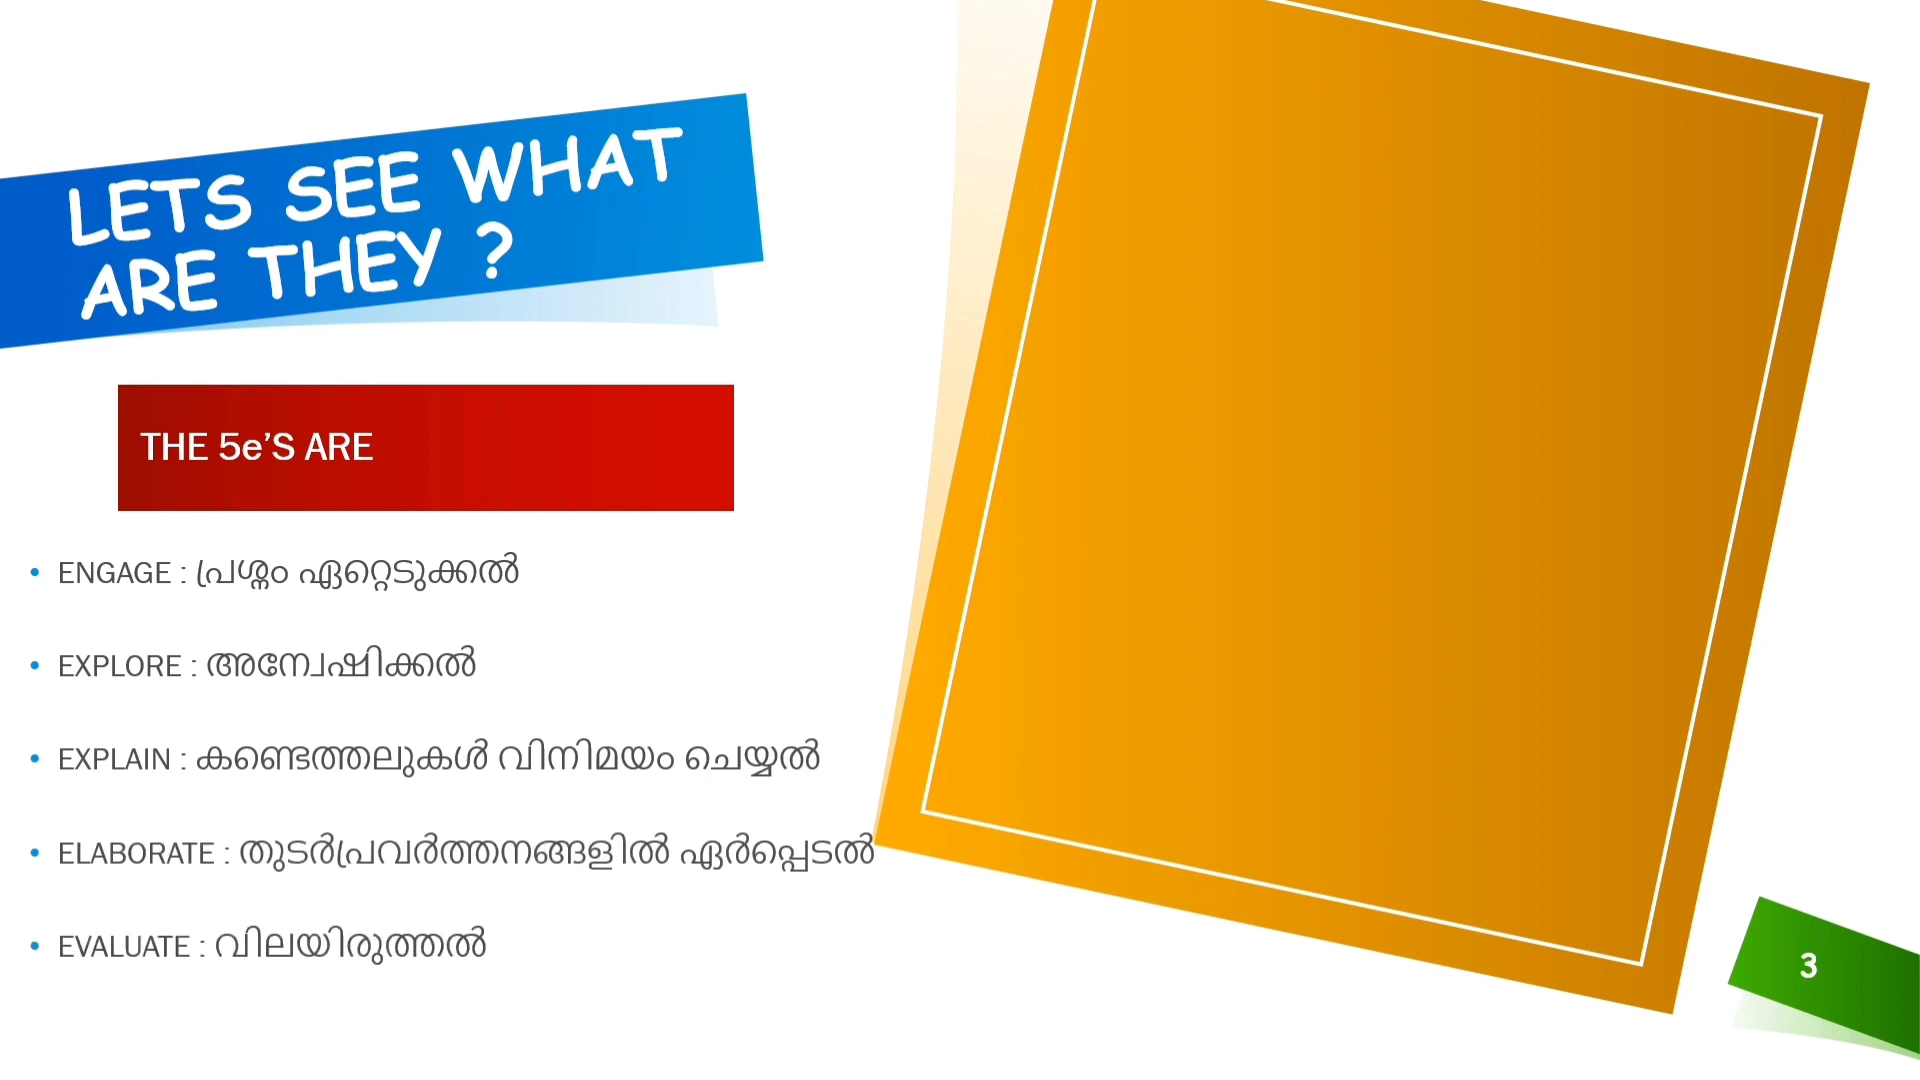 LETS SEE WHAT
ARE THEY ?
THE 5e’S ARE
• ENGAGE : പ്രശ്നം ഏറ്റെടുക്കൽ
• EXPLORE : അന്വേഷിക്കൽ
• EXPLAIN : കണ്ടെത്തലുകൾ വിനിമയം ചെയ്യൽ
• ELABORATE : തുടർപ്രവർത്തനങ്ങളിൽ ഏർപ്പെടൽ
• EVALUATE : വിലയിരുത്തൽ
3